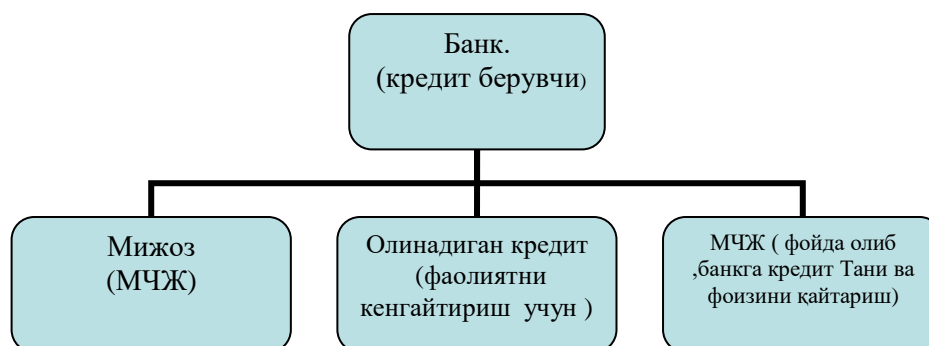 Банк.
(кредит берувчи)
Мижоз
(МЧЖ)
Олинадиган кредит
(фаолиятни
кенгайтириш учун )
МЧЖ ( фойда олиб
,банкга кредит Тани ва
фоизини қайтариш)